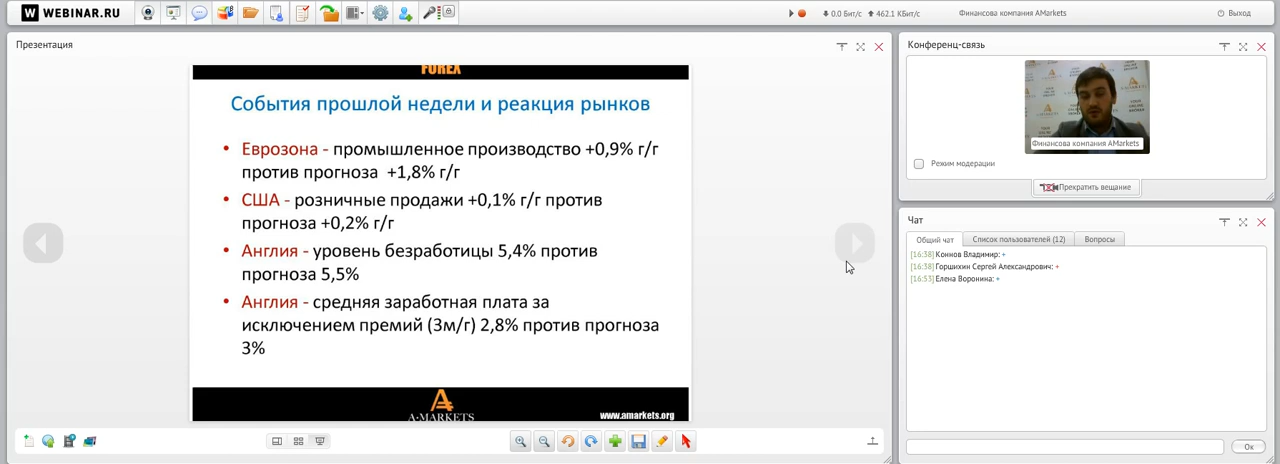 W WEBINAR.RU
0.0 Бит/с 462.1 КБит/с
Финансова компания AMarkets
Выход
Презентация
FOREX
События прошлой недели и реакция рынков
• Еврозона - промышленное производство +0,9% г/г
против прогноза +1,8% г/г
• США - розничные продажи +0,1% г/г против
прогноза +0,2% г/г
• Англия - уровень безработицы 5,4% против
прогноза 5,5%
• Англия - средняя заработная плата за
исключением премий (3м/г) 2,8% против прогноза
3%
A·MARKETS
www.amarkets.org
Конференц-связь
Финансова компания AMarkets
Режим модерации
Прекратить вещание
Чат
Общий чат
Список пользователей (12)
Вопросы
[16:38] Коннов Владимир: +
[16:38] Горшихин Сергей Александрович: +
[16:53] Елена Воронина: +
Ок